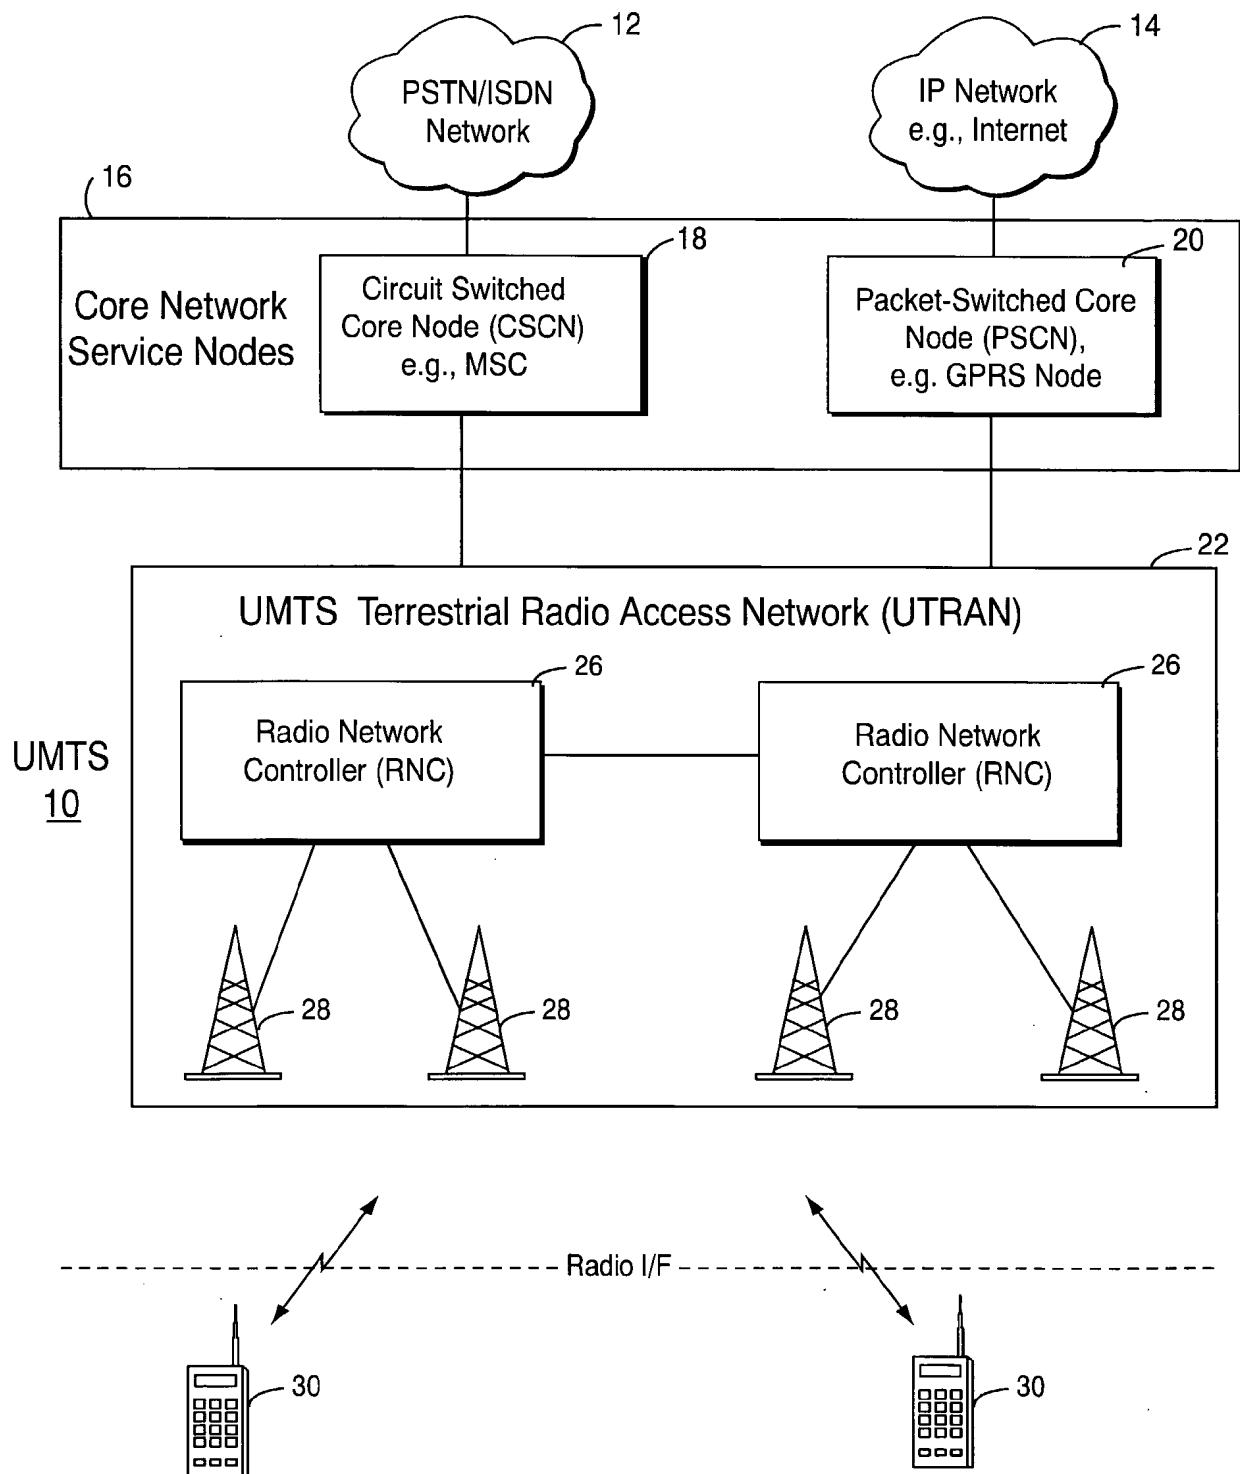 12
14
PSTN/ISDN
Network
IP Network
e.g., Internet
16
18
20
Core Network
Service Nodes
Circuit Switched
Core Node (CSCN)
e.g., MSC
Packet-Switched Core
Node (PSCN),
e.g. GPRS Node
22
UMTS Terrestrial Radio Access Network (UTRAN)
26
26
Radio Network
Controller (RNC)
Radio Network
Controller (RNC)
UMTS
10
28
28
28
28
Radio I/F
30
30